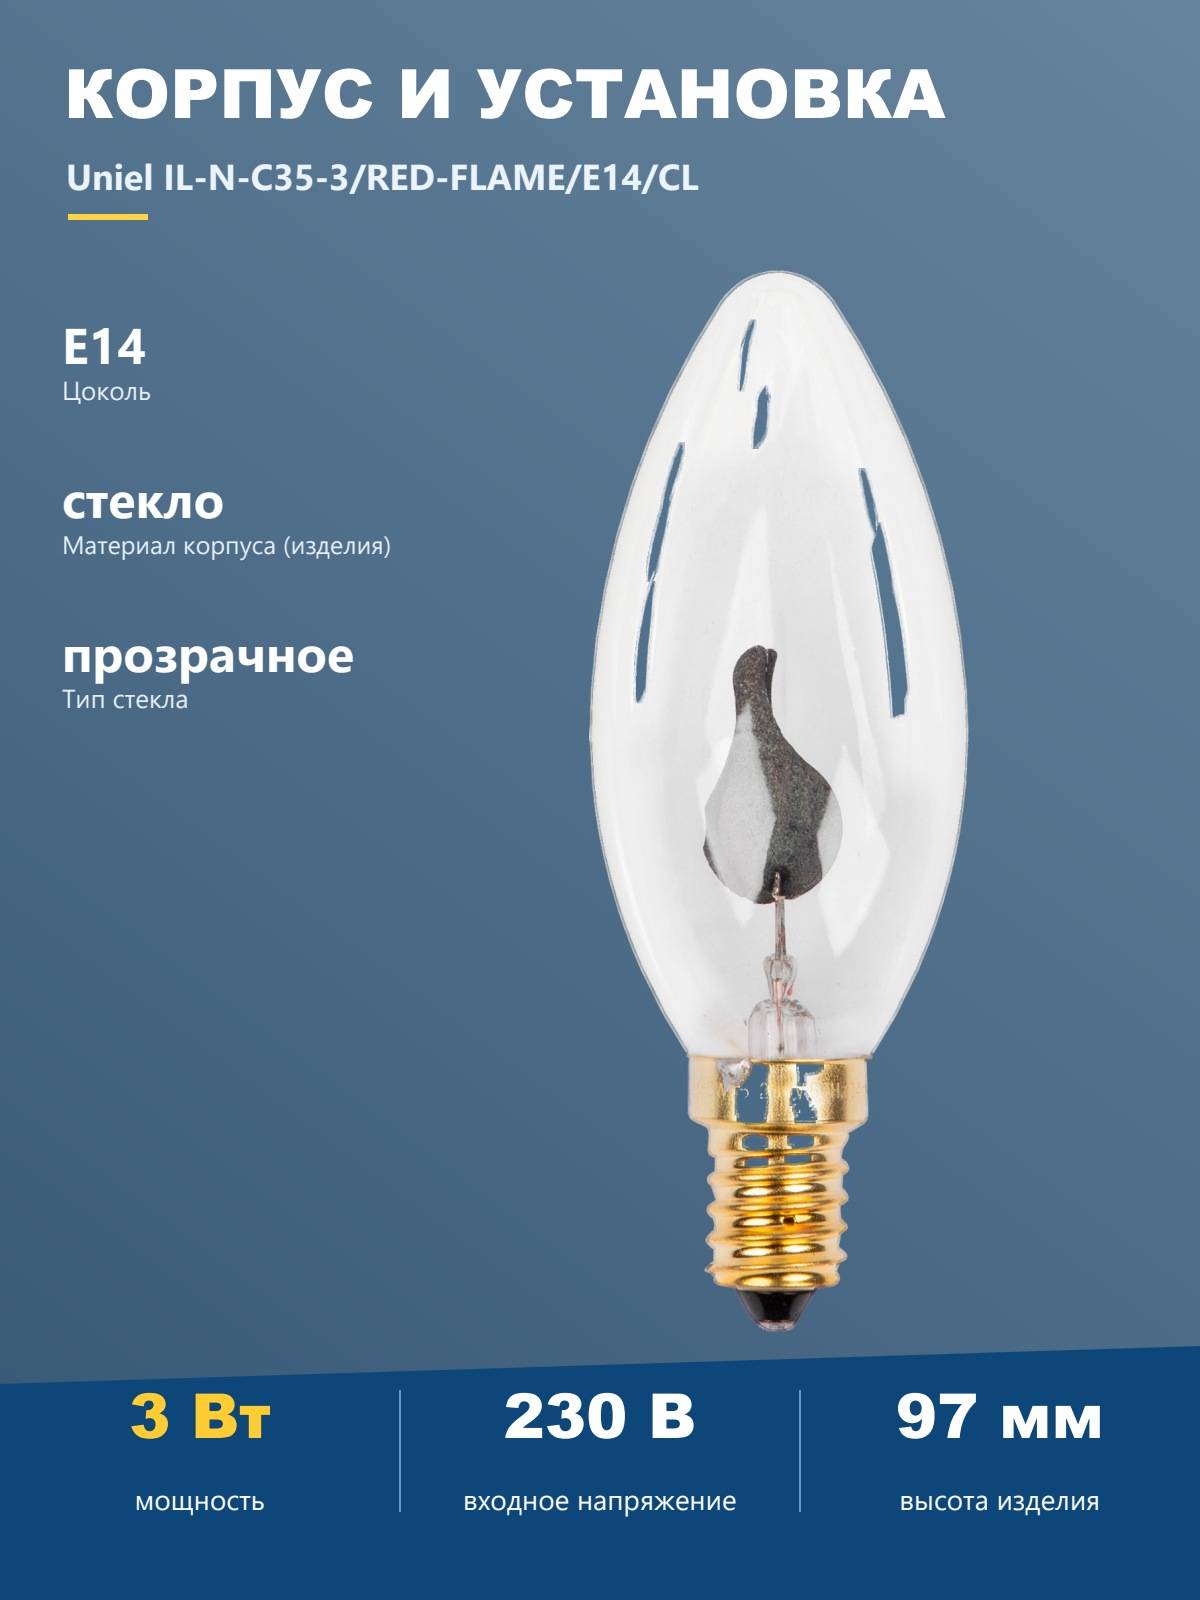 КОРПУС И УСТАНОВКА
Uniel IL-N-C35-3/RED-FLAME/E14/CL
E14
Цоколь
стекло
Материал корпуса (изделия)
прозрачное
Тип стекла
3 Вт
230 В
97 мм
мощность
входное напряжение
высота изделия